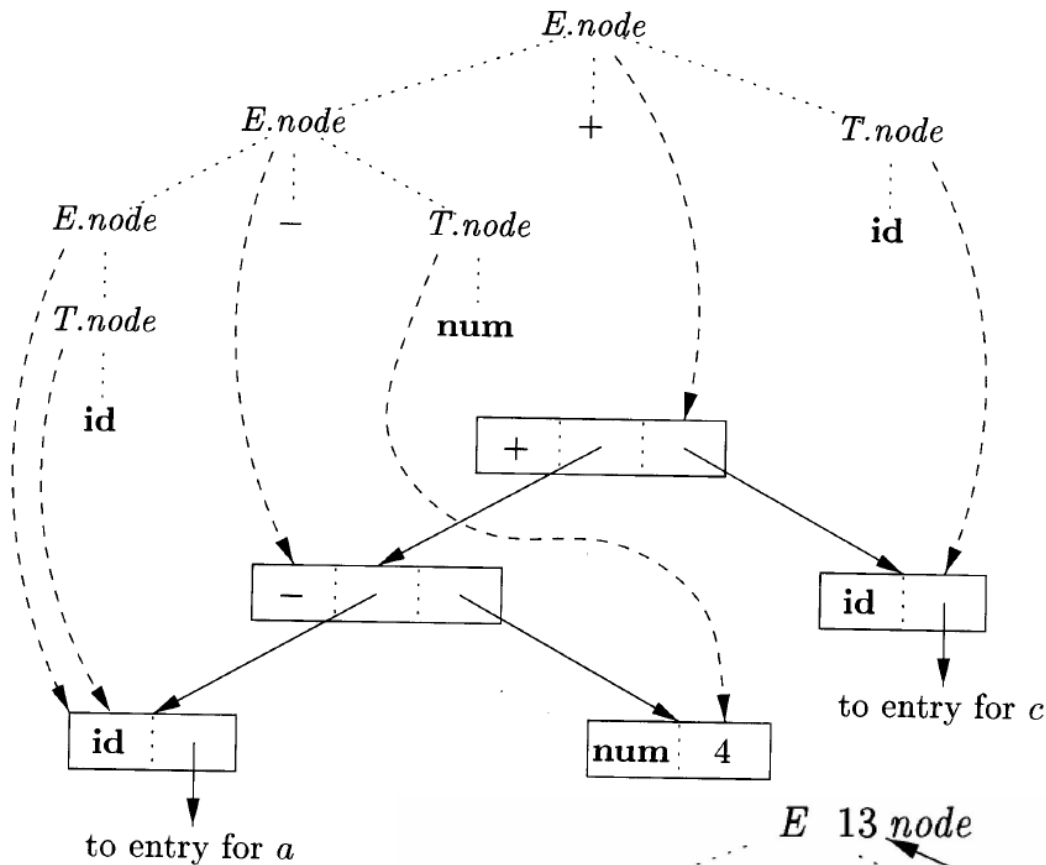 E.node
E.node + T.node
E.node − T.node id
T.node num
id
+
− id
to entry for c
id num 4
to entry for a
E 13 node